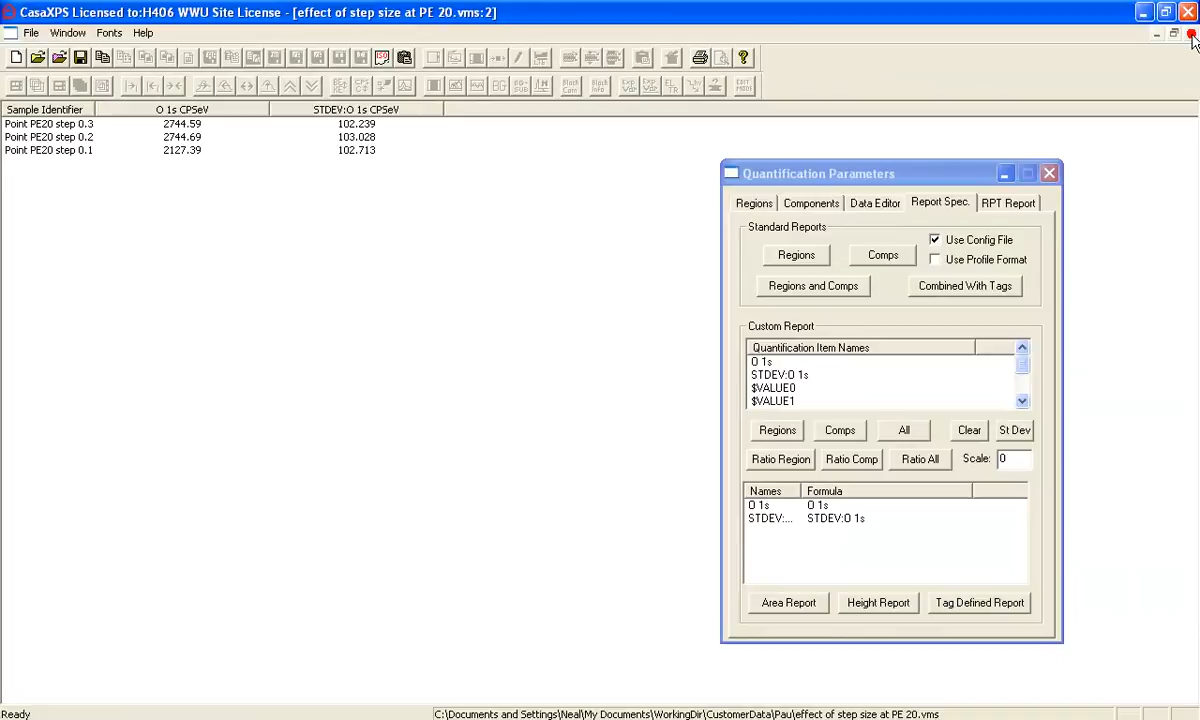 CasaXPS Licensed to:H406 WWU Site License - [effect of step size at PE 20.vms:2]
File Window Fonts Help
Sample Identifier O 1s CPSeV STDEV:O 1s CPSeV
Point PE20 step 0.3 2744.59 102.239
Point PE20 step 0.2 2744.69 103.028
Point PE20 step 0.1 2127.39 102.713
Quantification Parameters
Regions Components Data Editor Report Spec. RPT Report
Standard Reports
Use Config File
Regions Comps
Use Profile Format
Regions and Comps Combined With Tags
Custom Report
Quantification Item Names
O 1s
STDEV:O 1s
$VALUE0
$VALUE1
Regions Comps All Clear St Dev
Ratio Region Ratio Comp Ratio All Scale: 0
Names Formula
O 1s O 1s
STDEV:... STDEV:O 1s
Area Report Height Report Tag Defined Report
Ready C:\Documents and Settings\Neal\My Documents\WorkingDir\CustomerData\Pau\effect of step size at PE 20.vms